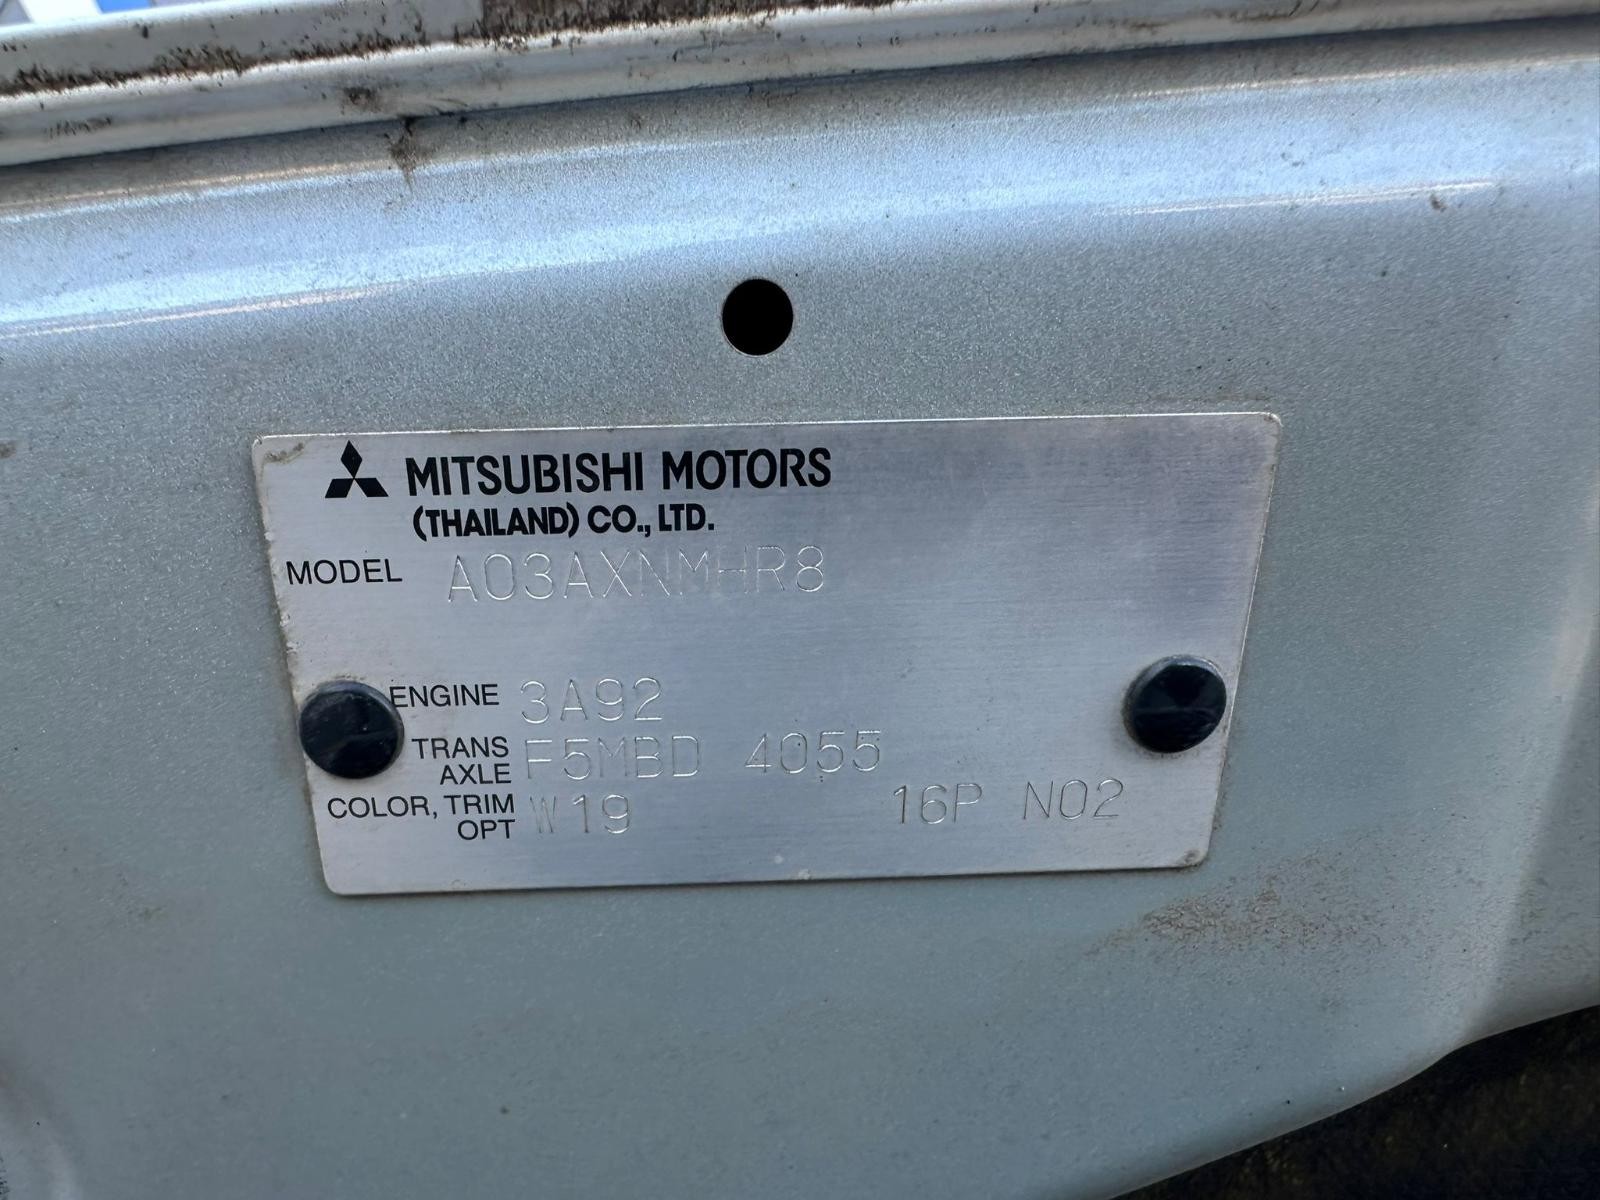 MITSUBISHI MOTORS
(THAILAND) CO., LTD.
MODEL A03AXNMHR8
ENGINE 3A92
TRANS AXLE F5MBD 4055
COLOR, TRIM OPT W19 16P N02